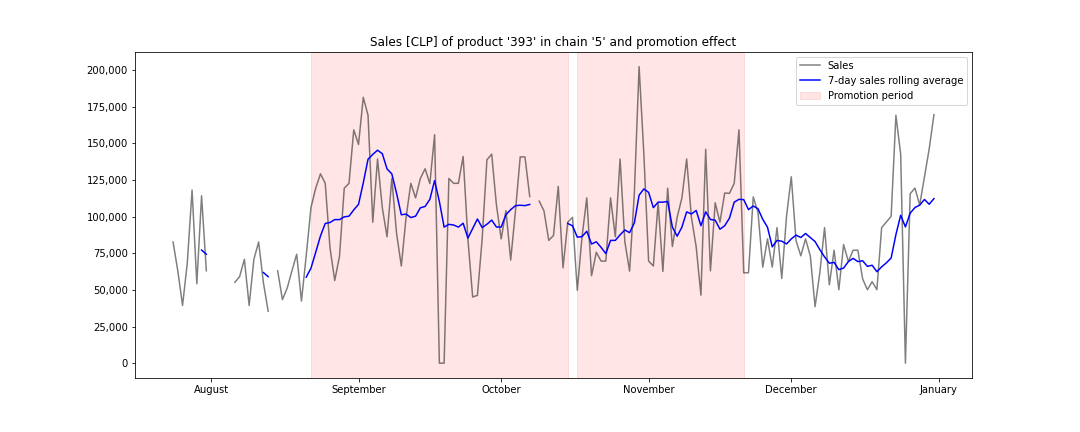 Sales [CLP] of product '393' in chain '5' and promotion effect
Sales
7-day sales rolling average
Promotion period
200,000
175,000
150,000
125,000
100,000
75,000
50,000
25,000
0
August
September
October
November
December
January